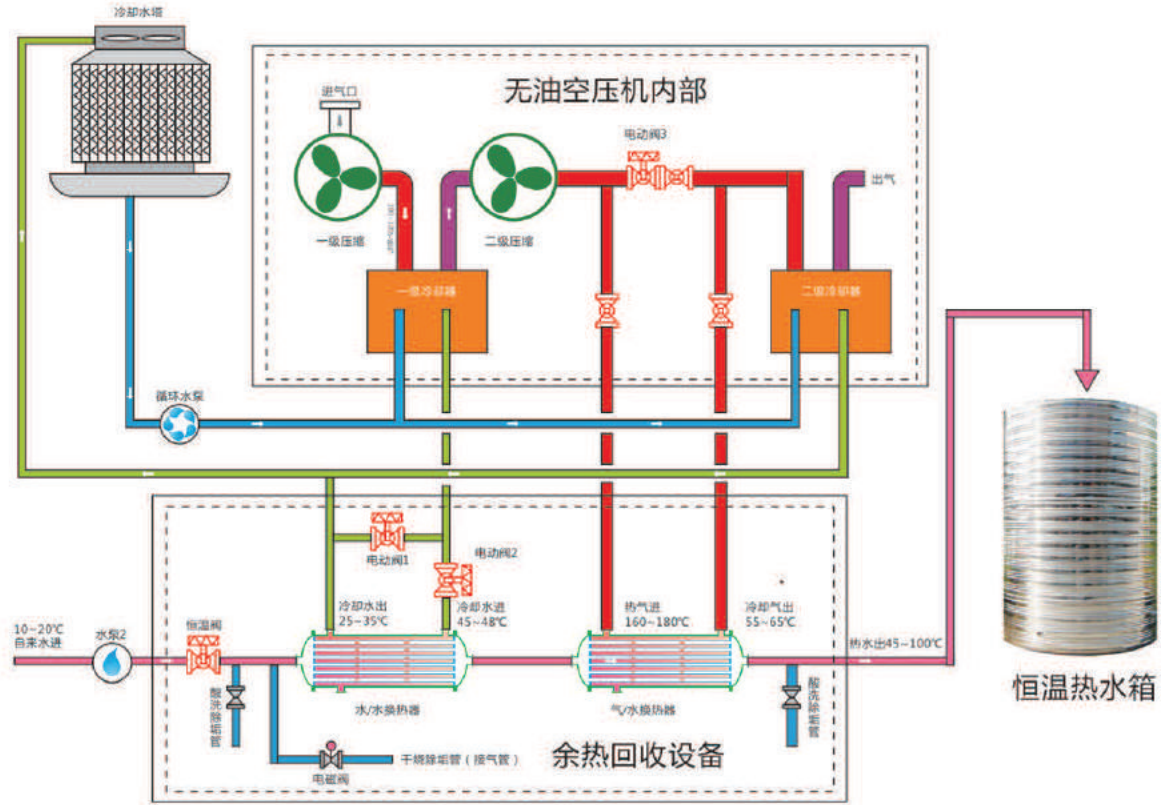 冷却水塔
无油空压机内部
进气口
电动阀3
出气
一级压缩
二级压缩
一级冷却器
二级冷却器
循环水泵
电动阀1
电动阀2
冷却水出
25~35℃
冷却水进
45~48℃
热气进
160~180℃
冷却气出
55~65℃
10~20℃
自来水进
水泵2
恒温阀
热水出45~100℃
恒温热水箱
酸洗除垢管
水/水换热器
气/水换热器
酸洗除垢管
余热回收设备
干烧除垢管（接气管）
电磁阀